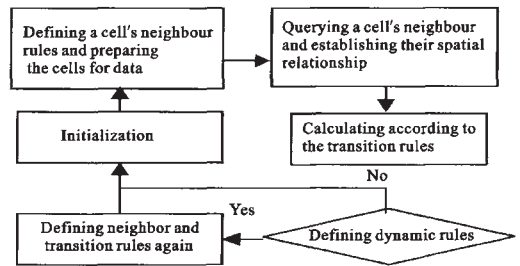 Defining a cell's neighbour
rules and preparing
the cells for data
Querying a cell's neighbour
and establishing their spatial
relationship
Initialization
Calculating according to
the transition rules
No
Yes
Defining neighbor and
transition rules again
Defining dynamic rules